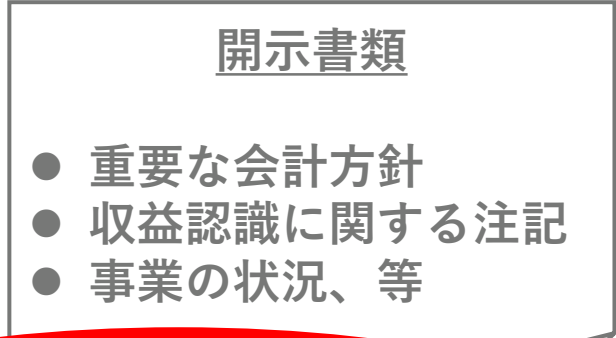 開示書類
● 重要な会計方針
● 収益認識に関する注記
● 事業の状況、等